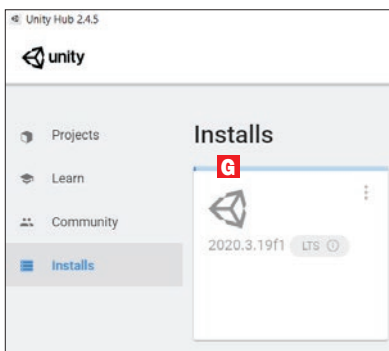 Unity Hub 2.4.5
unity
Projects
Learn
Community
Installs
Installs
G
2020.3.19f1 LTS